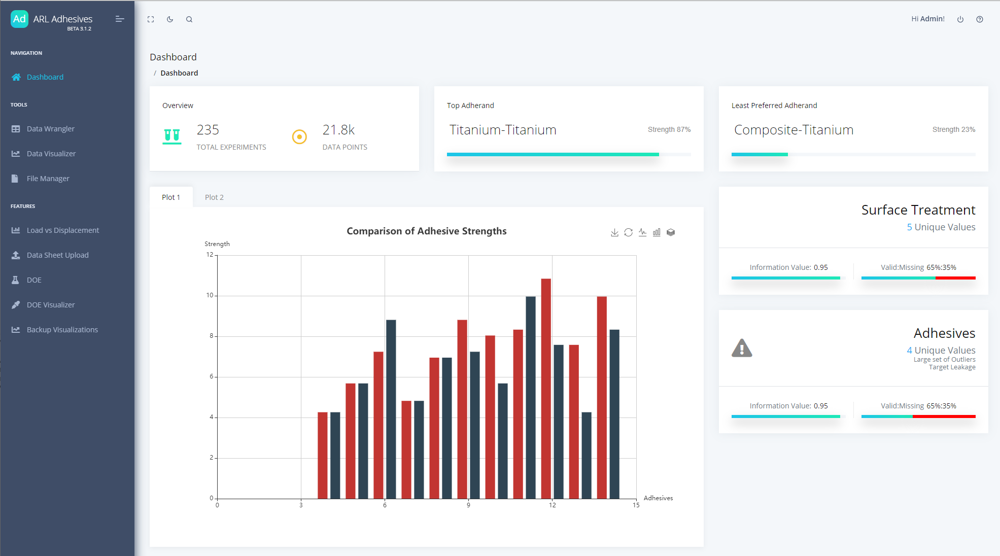 Ad ARL Adhesives
BETA 3.1.2
NAVIGATION
Dashboard
TOOLS
Data Wrangler
Data Visualizer
File Manager
FEATURES
Load vs Displacement
Data Sheet Upload
DOE
DOE Visualizer
Backup Visualizations
Hi Admin!
Dashboard
/ Dashboard
Overview
235
TOTAL EXPERIMENTS
21.8k
DATA POINTS
Top Adherand
Titanium-Titanium
Strength 87%
Least Preferred Adherand
Composite-Titanium
Strength 23%
Plot 1
Plot 2
Comparison of Adhesive Strengths
Strength
12
10
8
6
4
2
0
0
3
6
9
12
15
Adhesives
Surface Treatment
5 Unique Values
Information Value: 0.95
Valid:Missing 65%:35%
Adhesives
4 Unique Values
Large set of Outliers
Target Leakage
Information Value: 0.95
Valid:Missing 65%:35%